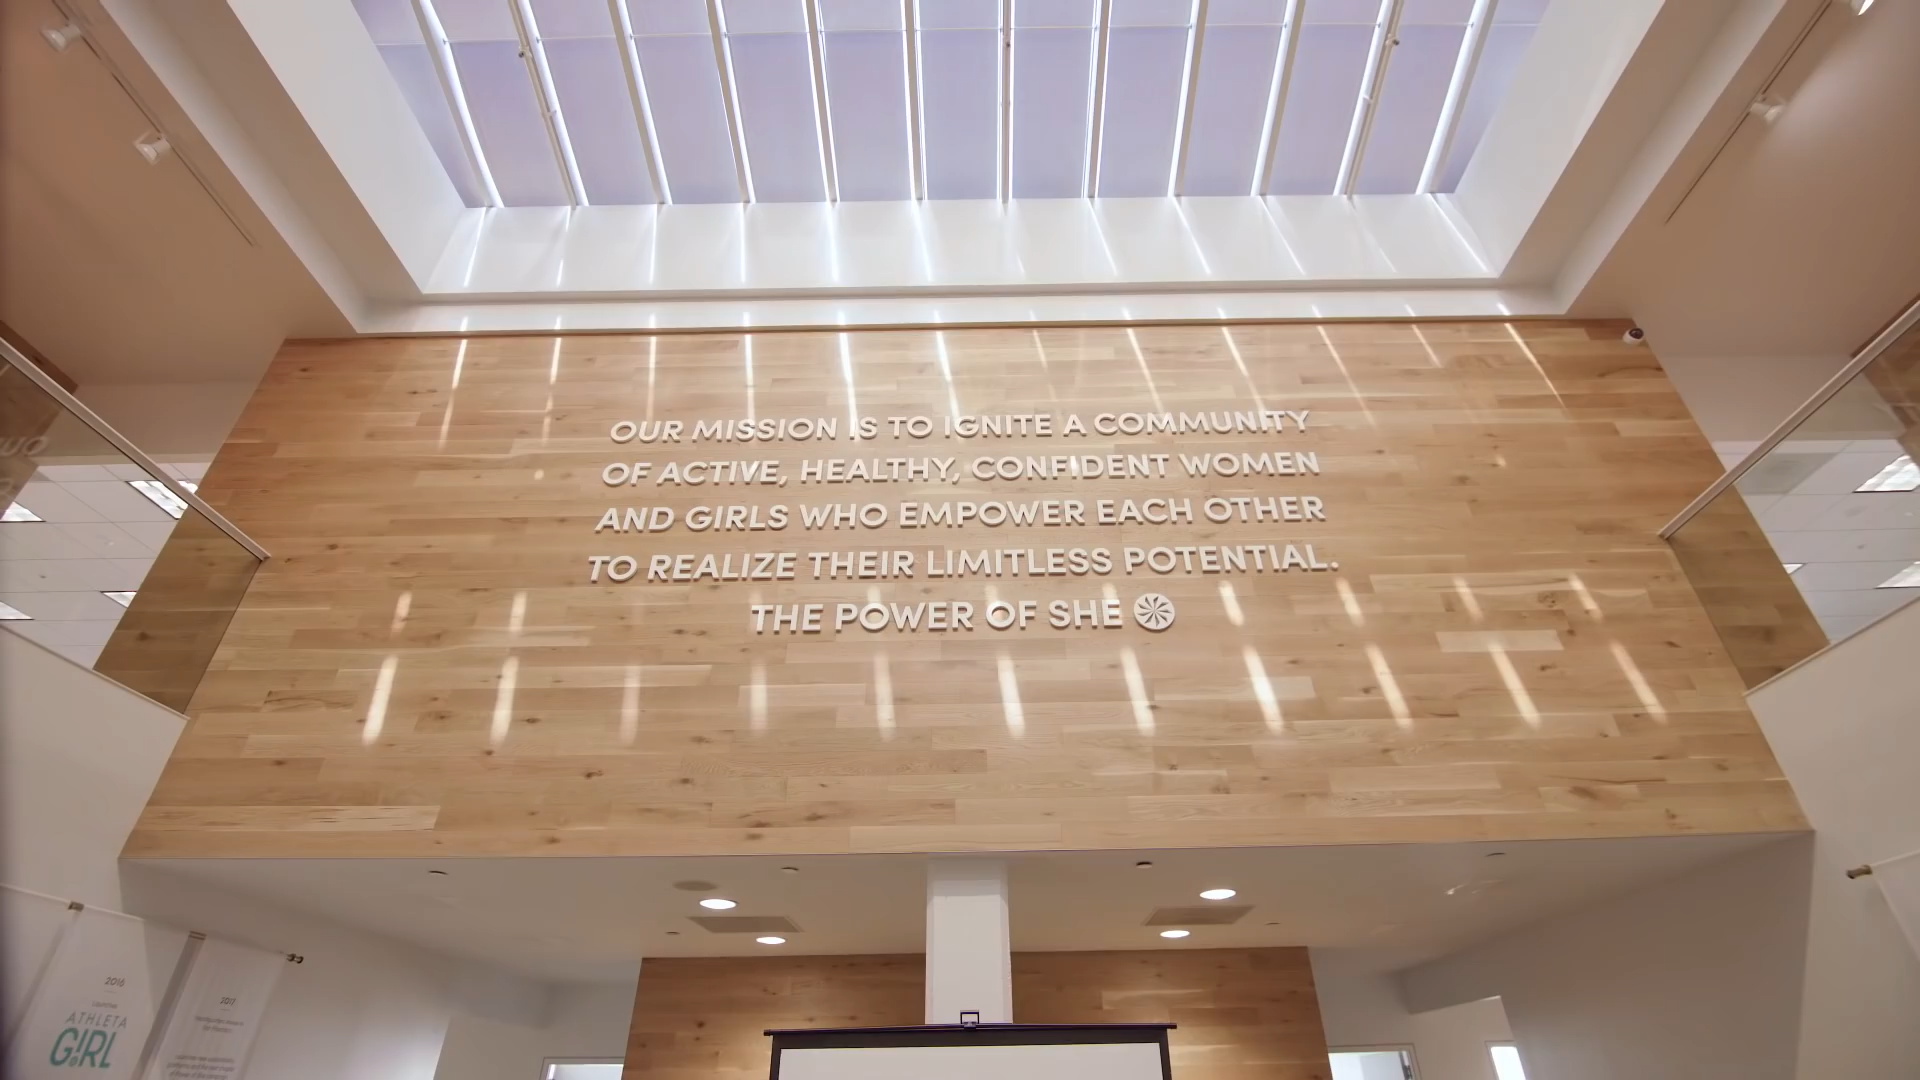 OUR MISSION IS TO IGNITE A COMMUNITY
OF ACTIVE, HEALTHY, CONFIDENT WOMEN
AND GIRLS WHO EMPOWER EACH OTHER
TO REALIZE THEIR LIMITLESS POTENTIAL.
THE POWER OF SHE
2016
Launches
ATHLETA
GIRL
2017